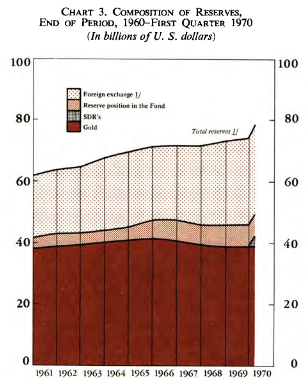 CHART 3. COMPOSITION OF RESERVES,
END OF PERIOD, 1960–FIRST QUARTER 1970
(In billions of U. S. dollars)
100 100
Foreign exchange 1/
Reserve position in the Fund
SDR's
Gold
80 80
Total reserves 1/
60 60
40 40
20 20
0 0
1961 1962 1963 1964 1965 1966 1967 1968 1969 1970